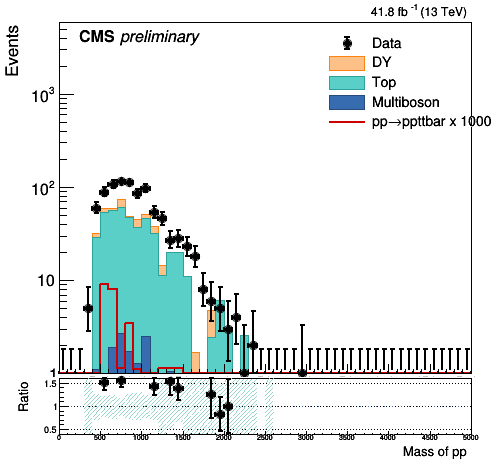 41.8 fb⁻¹ (13 TeV)
CMS preliminary
Events
Data
DY
Top
Multiboson
pp→ppttbar x 1000
10³
10²
10
1
Ratio
1.5
1
0.5
0 500 1000 1500 2000 2500 3000 3500 4000 4500 5000
Mass of pp